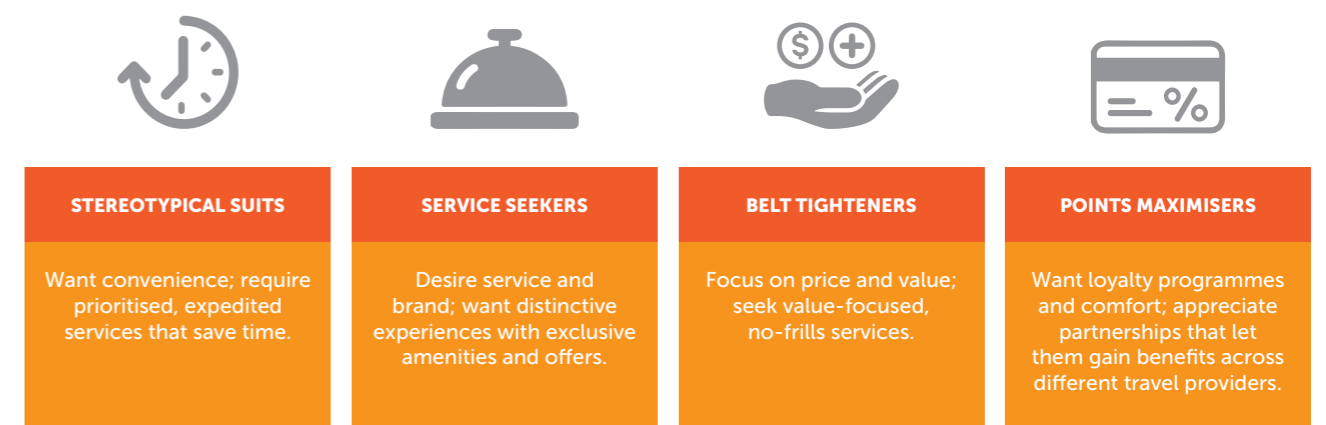 STEREOTYPICAL SUITS
Want convenience; require
prioritised, expedited
services that save time.
SERVICE SEEKERS
Desire service and
brand; want distinctive
experiences with exclusive
amenities and offers.
BELT TIGHTENERS
Focus on price and value;
seek value-focused,
no-frills services.
POINTS MAXIMISERS
Want loyalty programmes
and comfort; appreciate
partnerships that let
them gain benefits across
different travel providers.